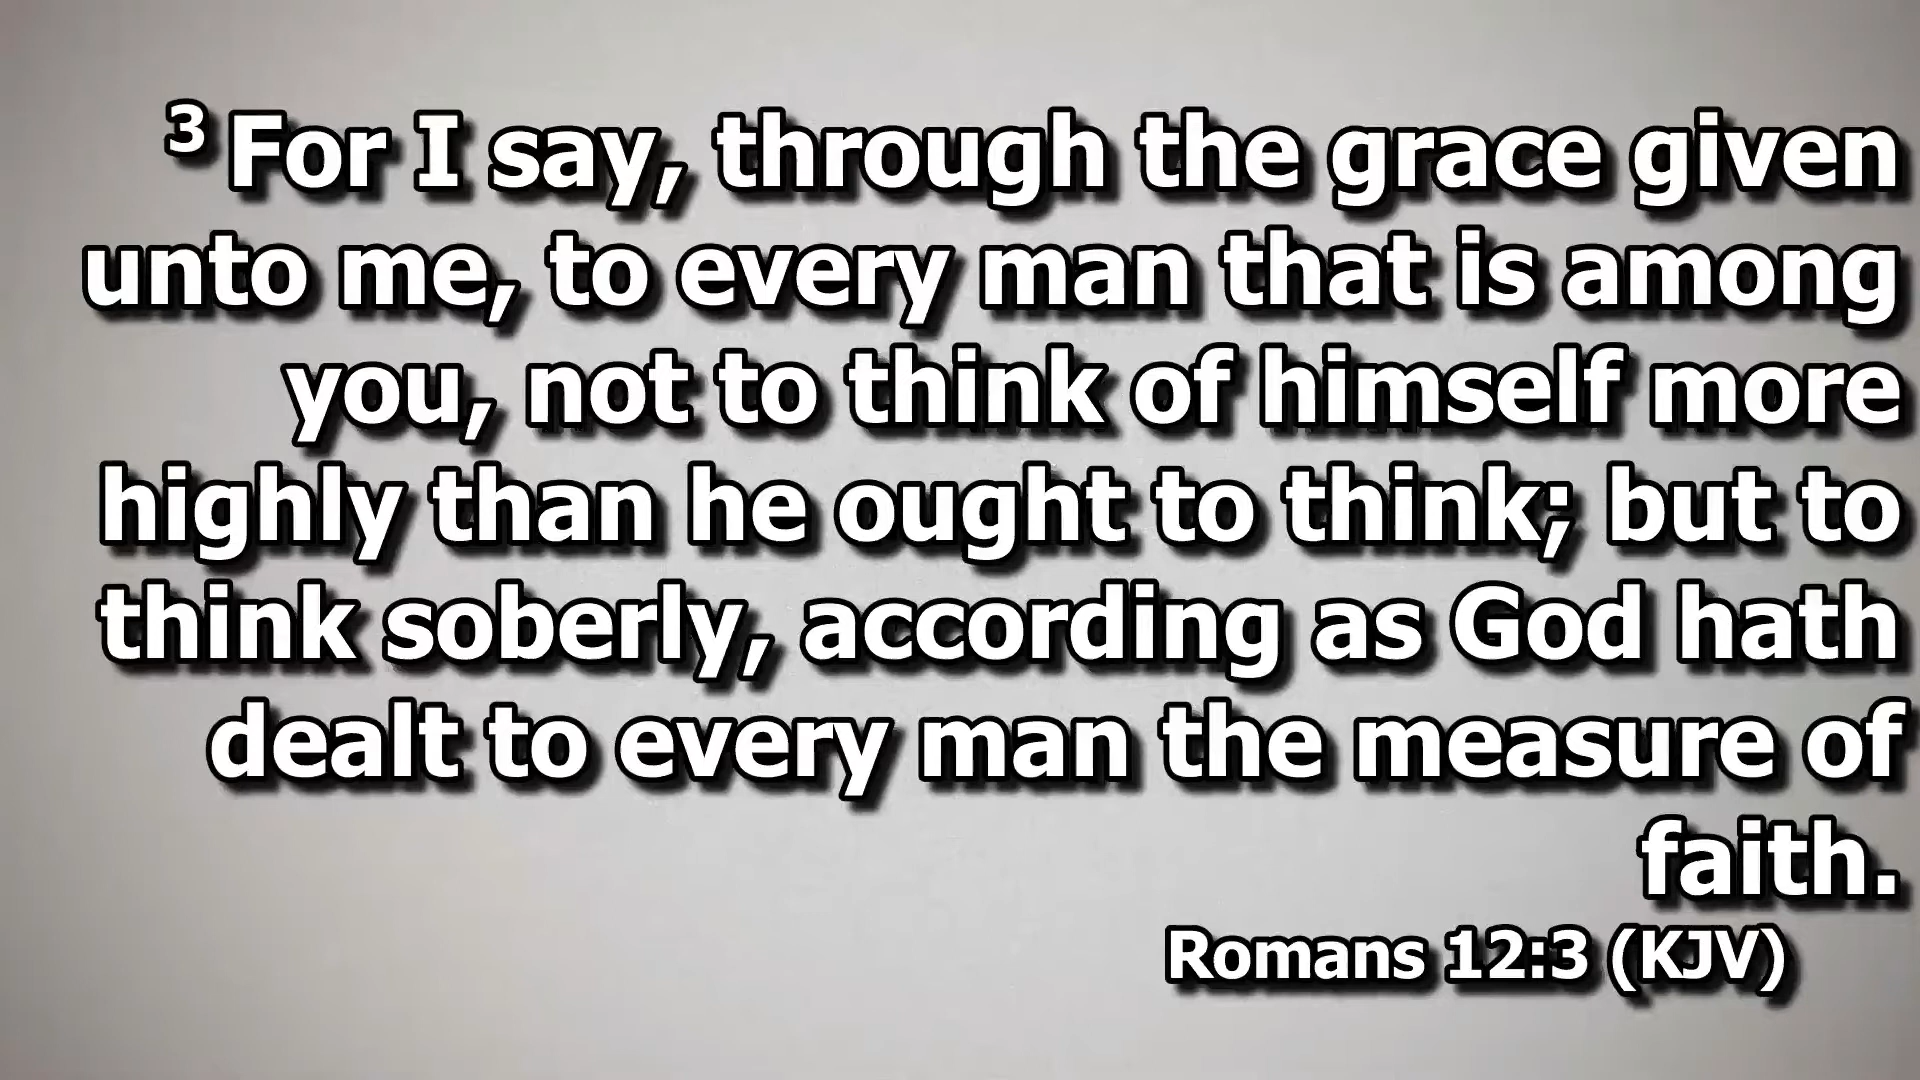 3 For I say, through the grace given
unto me, to every man that is among
you, not to think of himself more
highly than he ought to think; but to
think soberly, according as God hath
dealt to every man the measure of
faith.
Romans 12:3 (KJV)